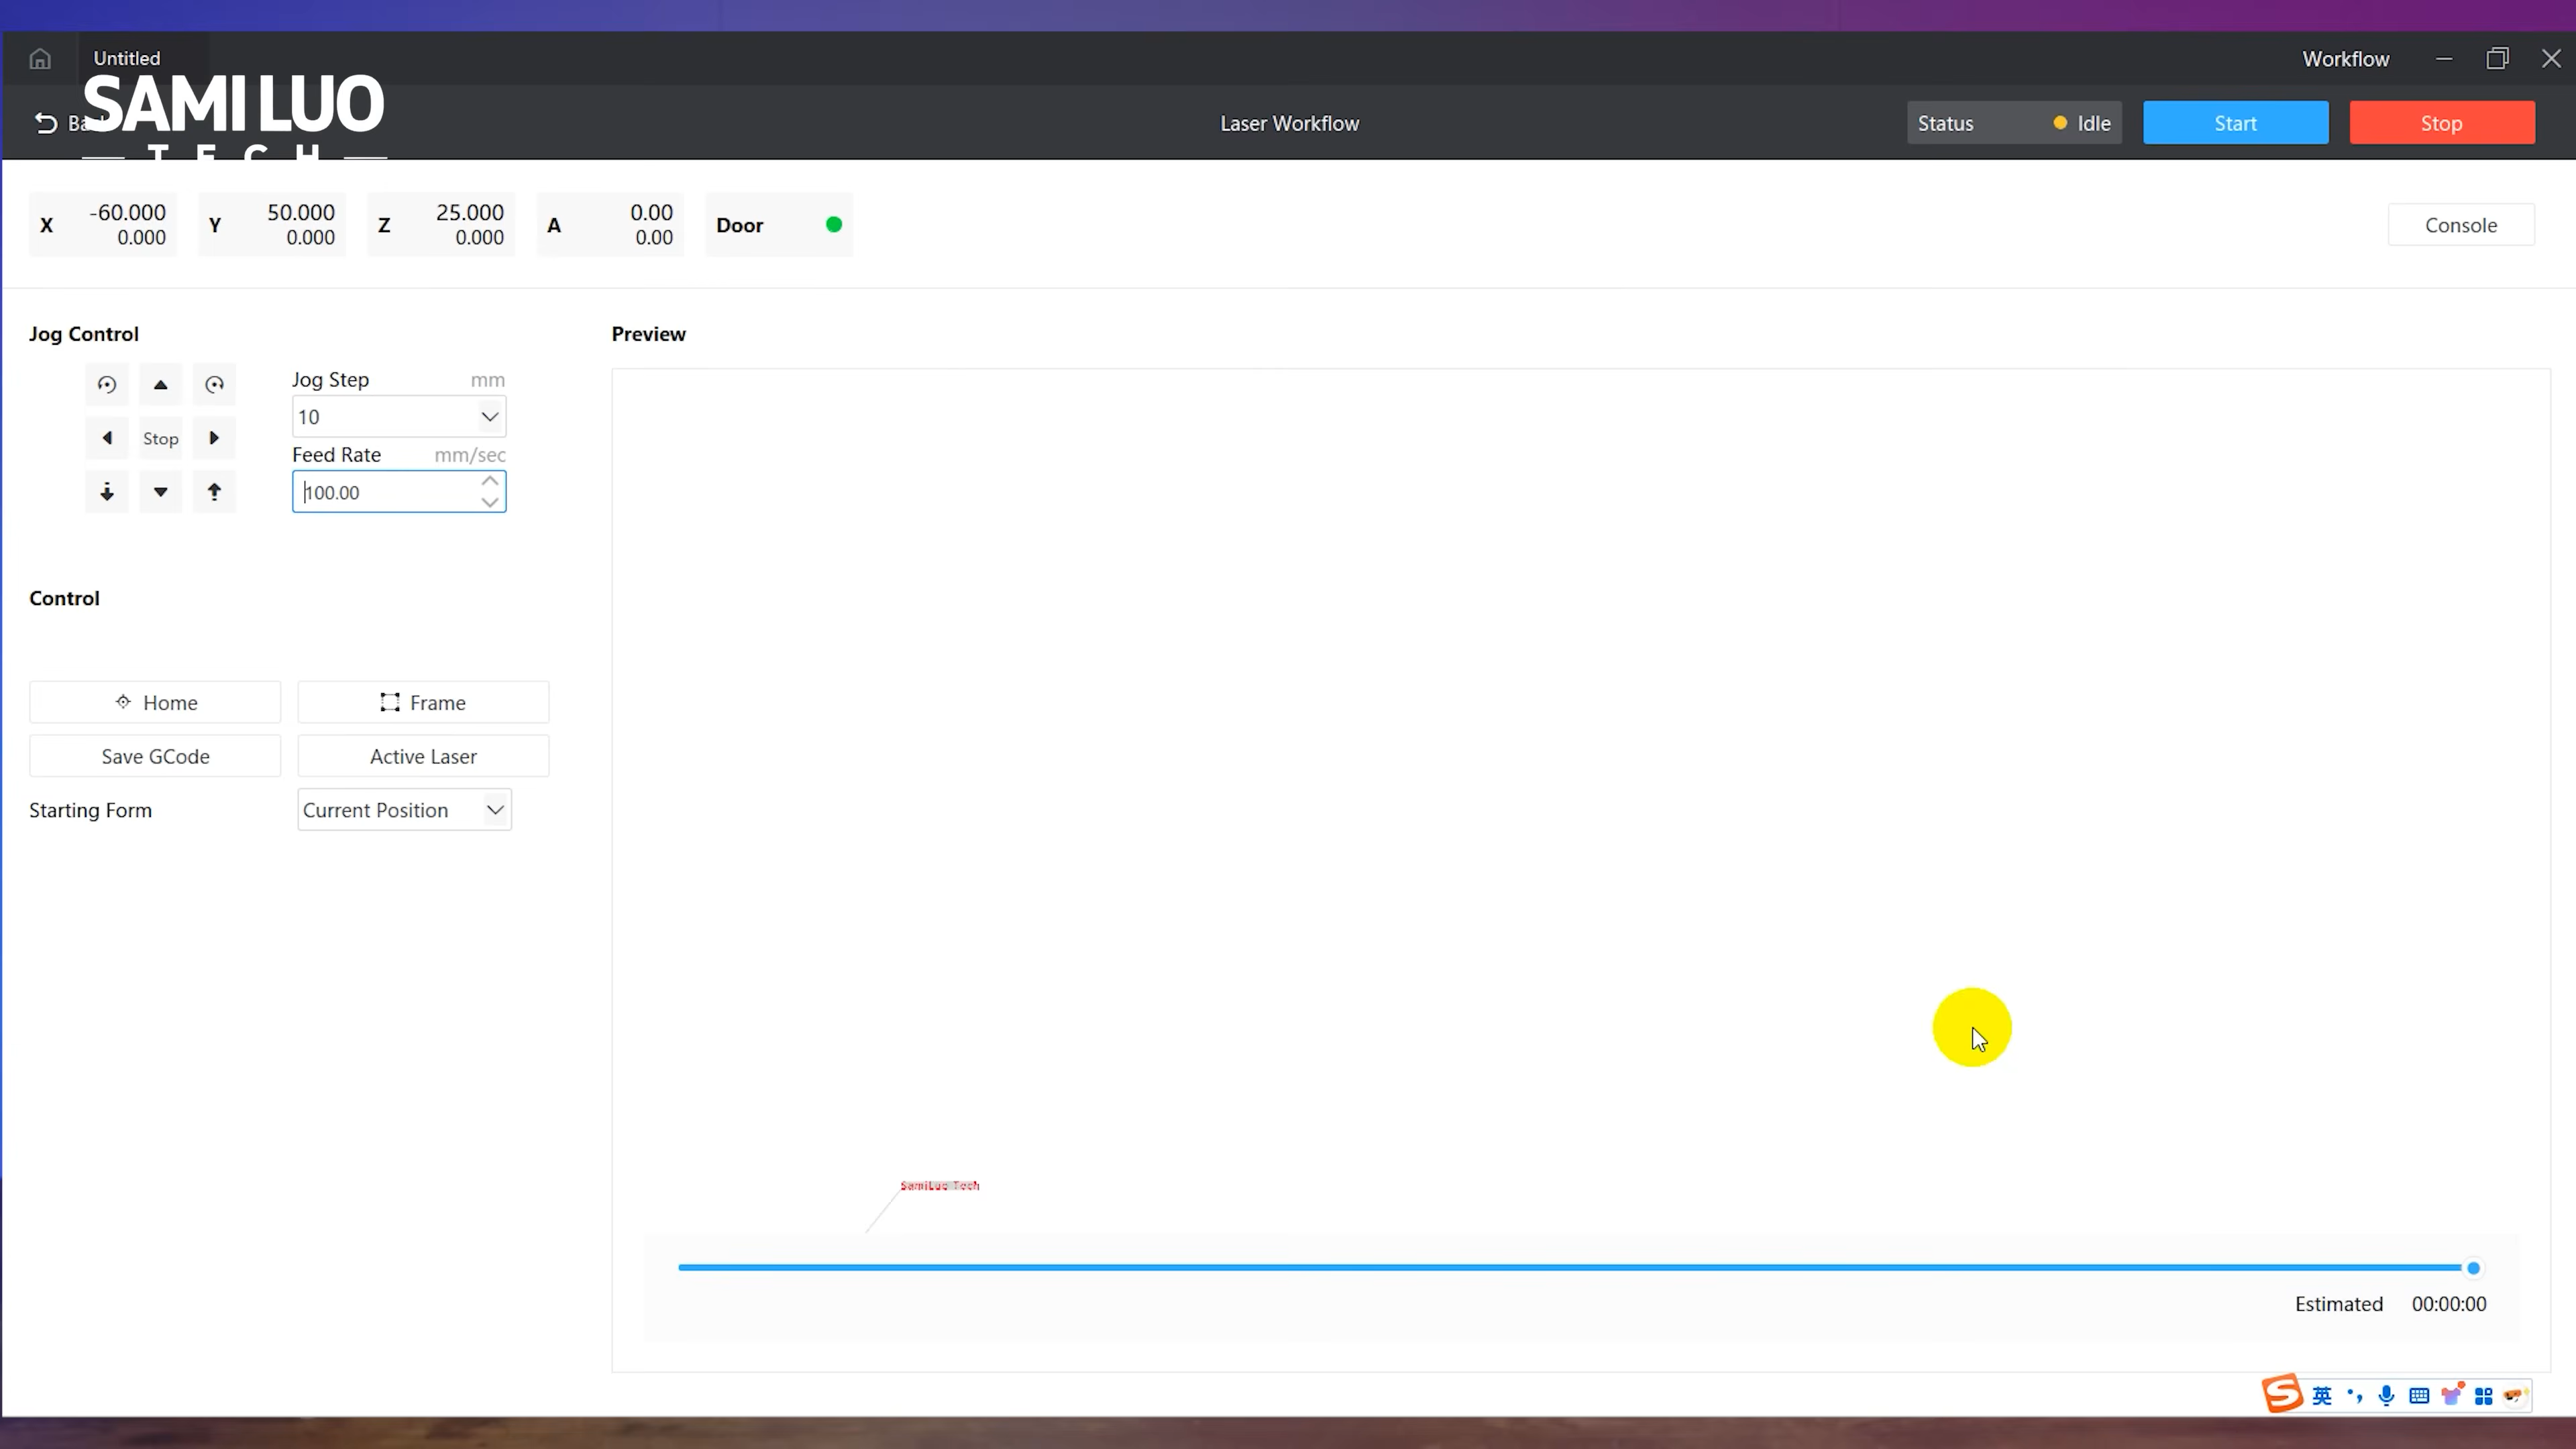 Untitled
Workflow
SAMI LUO
TECH
Laser Workflow
Status Idle
Start
Stop
X -60.000 0.000
Y 50.000 0.000
Z 25.000 0.000
A 0.00 0.00
Door
Console
Jog Control
Jog Step mm
10
Stop
Feed Rate mm/sec
100.00
Control
Home
Frame
Save GCode
Active Laser
Starting Form
Current Position
Preview
SamiLuo Tech
Estimated 00:00:00
S 英